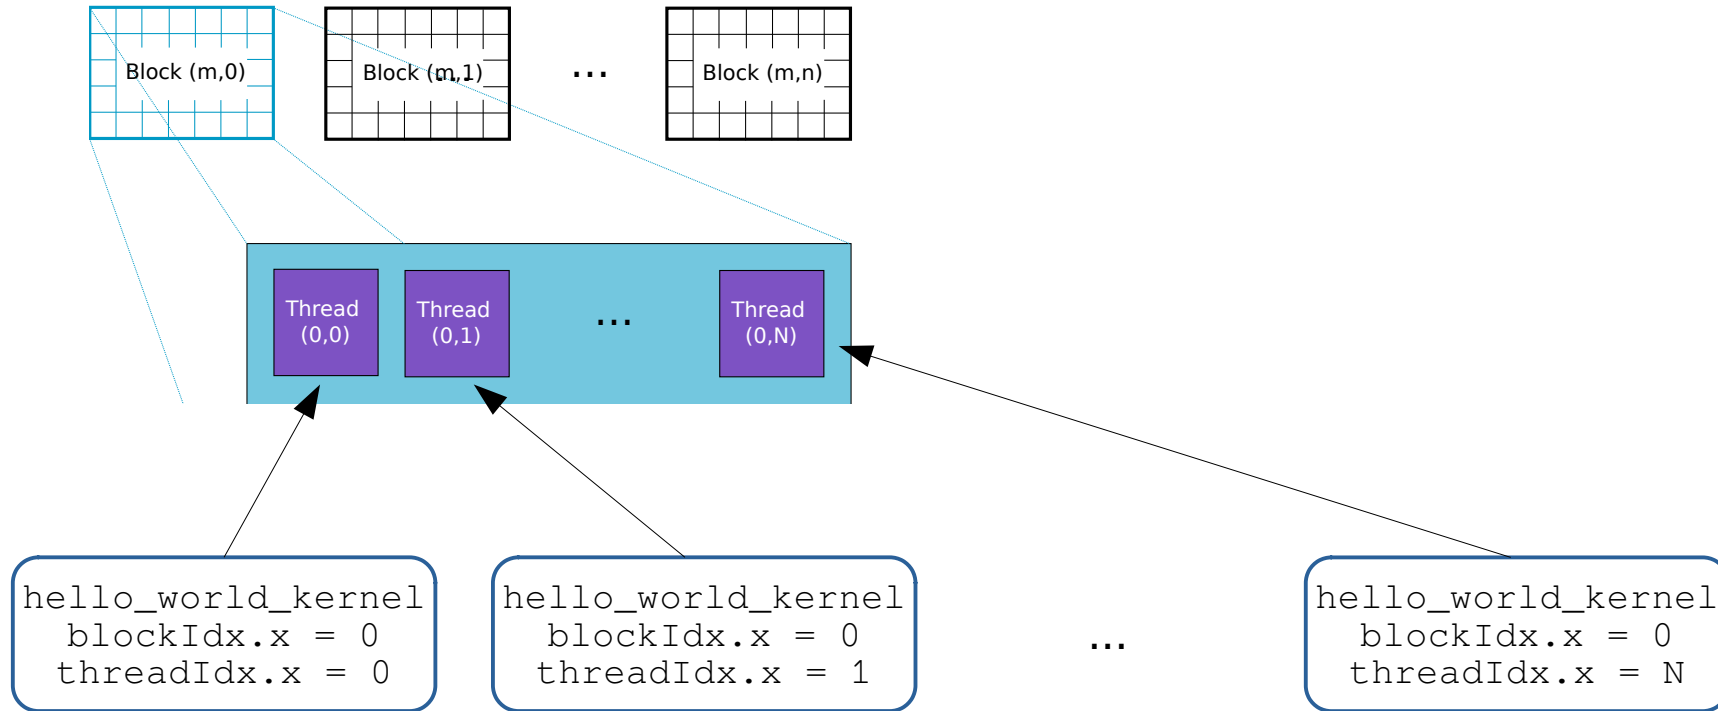 Block (m,0)
Block (m,1)
...
...
Block (m,n)
Thread
(0,0)
Thread
(0,1)
...
Thread
(0,N)
hello_world_kernel
blockIdx.x = 0
threadIdx.x = 0
hello_world_kernel
blockIdx.x = 0
threadIdx.x = 1
...
hello_world_kernel
blockIdx.x = 0
threadIdx.x = N